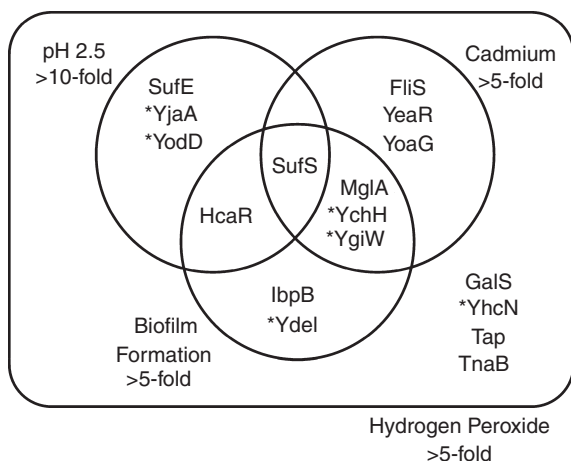 pH 2.5
>10-fold
SufE
*YjaA
*YodD
FliS
YeaR
YoaG
Cadmium
>5-fold
SufS
HcaR
MglA
*YchH
*YgiW
IbpB
*Ydel
Biofilm
Formation
>5-fold
GalS
*YhcN
Tap
TnaB
Hydrogen Peroxide
>5-fold